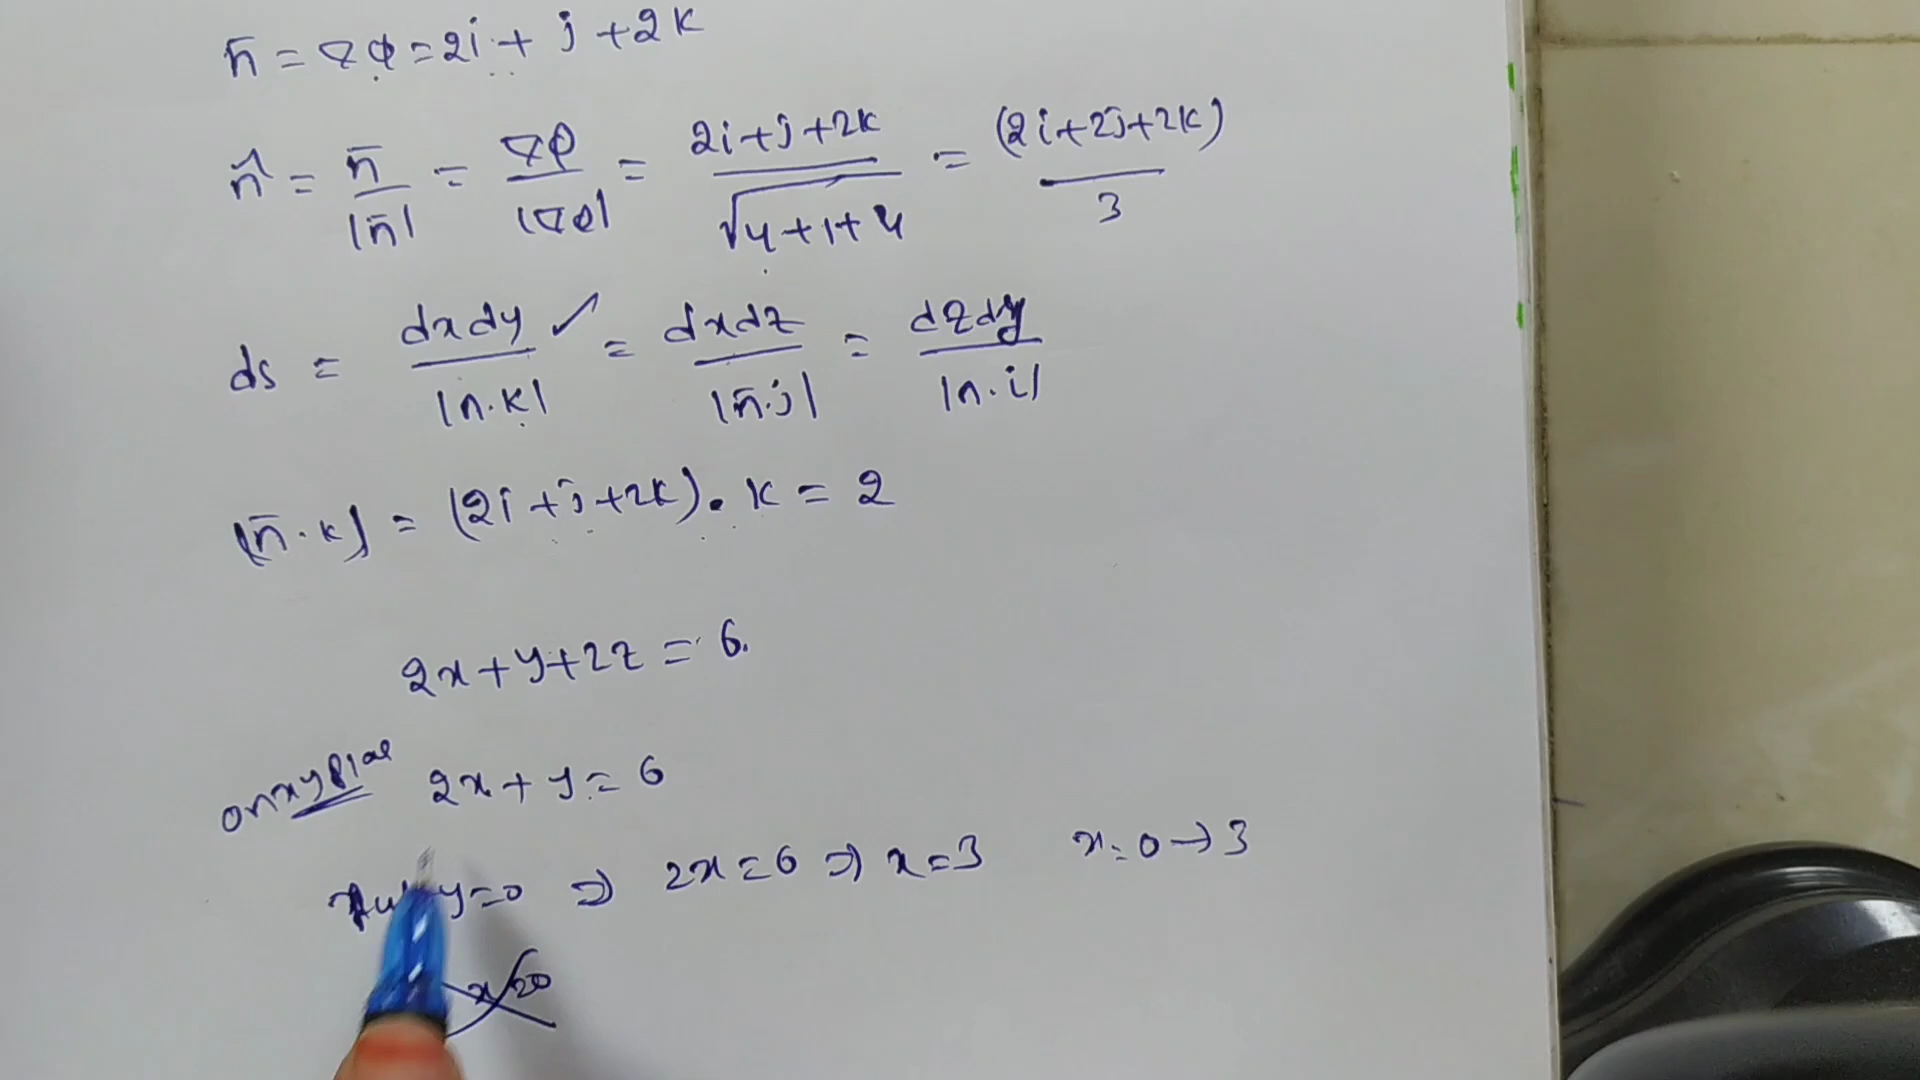 n̄ = ∇φ = 2i + j + 2k
n̂ = n̄/|n̄| = ∇φ/|∇φ| = 2i+j+2k/√4+1+4 = (2i+2j+2k)/3
ds = dxdy/|n.k| ✓ = dxdz/|n̄.j| = dzdy/|n.i|
|n̄.k| = (2i+j+2k). k = 2
2x+y+2z = 6.
on xy plae 2x + y = 6
y=0 ⇒ 2x=6 ⇒ x=3 x=0→3